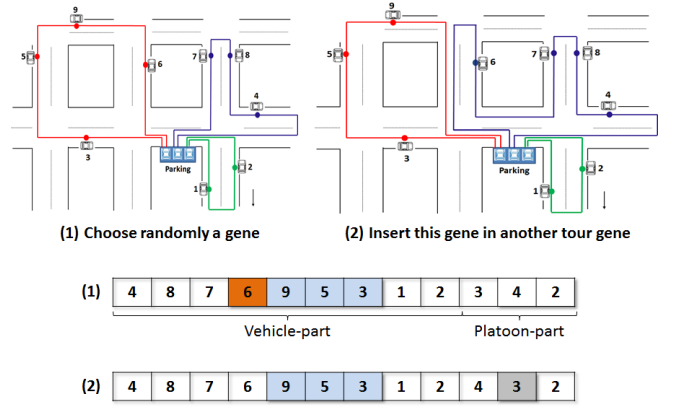 9
5
6
7
8
4
3
Parking
1
2
9
5
6
7
8
4
3
Parking
1
2
(1) Choose randomly a gene
(2) Insert this gene in another tour gene
(1) 4 8 7 6 9 5 3 1 2 3 4 2
Vehicle-part Platoon-part
(2) 4 8 7 6 9 5 3 1 2 4 3 2